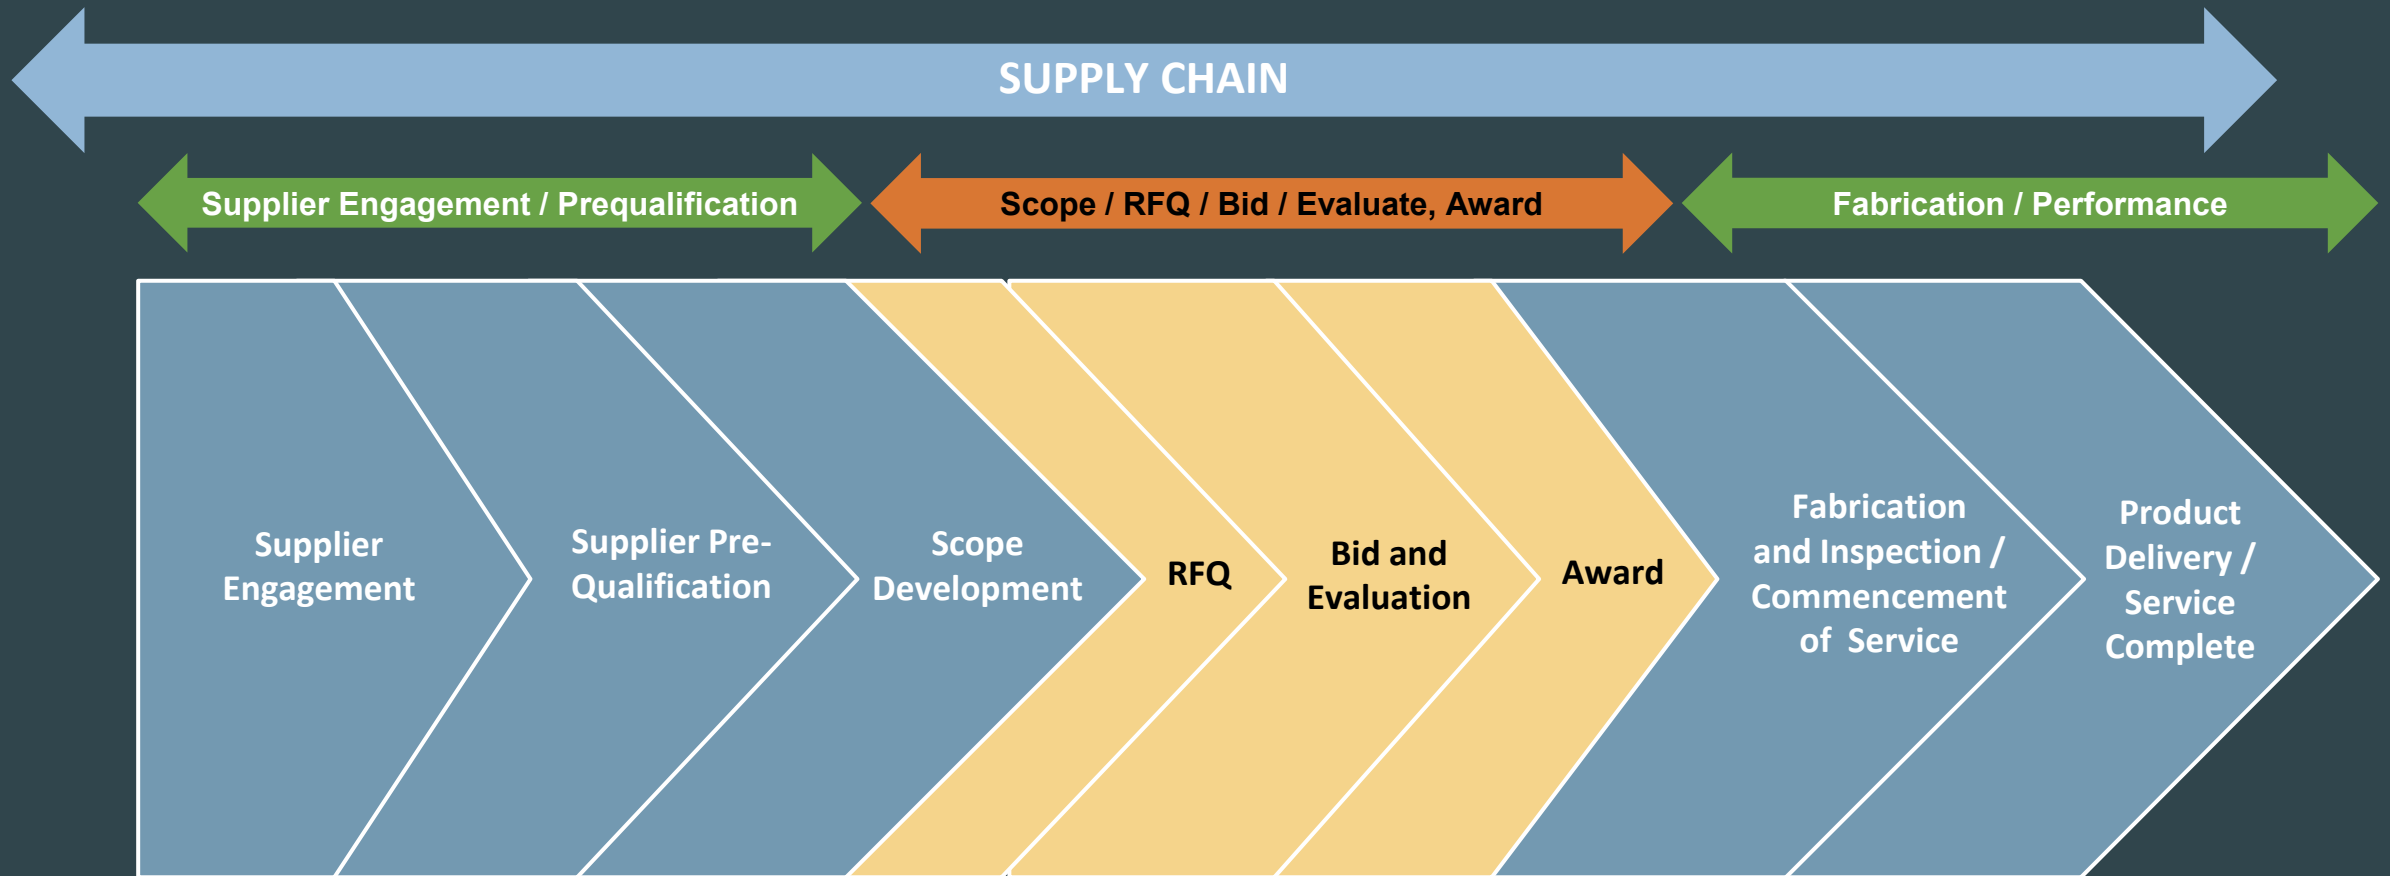 SUPPLY CHAIN
Supplier Engagement / Prequalification
Scope / RFQ / Bid / Evaluate, Award
Fabrication / Performance
Supplier
Engagement
Supplier Pre-
Qualification
Scope
Development
RFQ
Bid and
Evaluation
Award
Fabrication
and Inspection /
Commencement
of Service
Product
Delivery /
Service
Complete